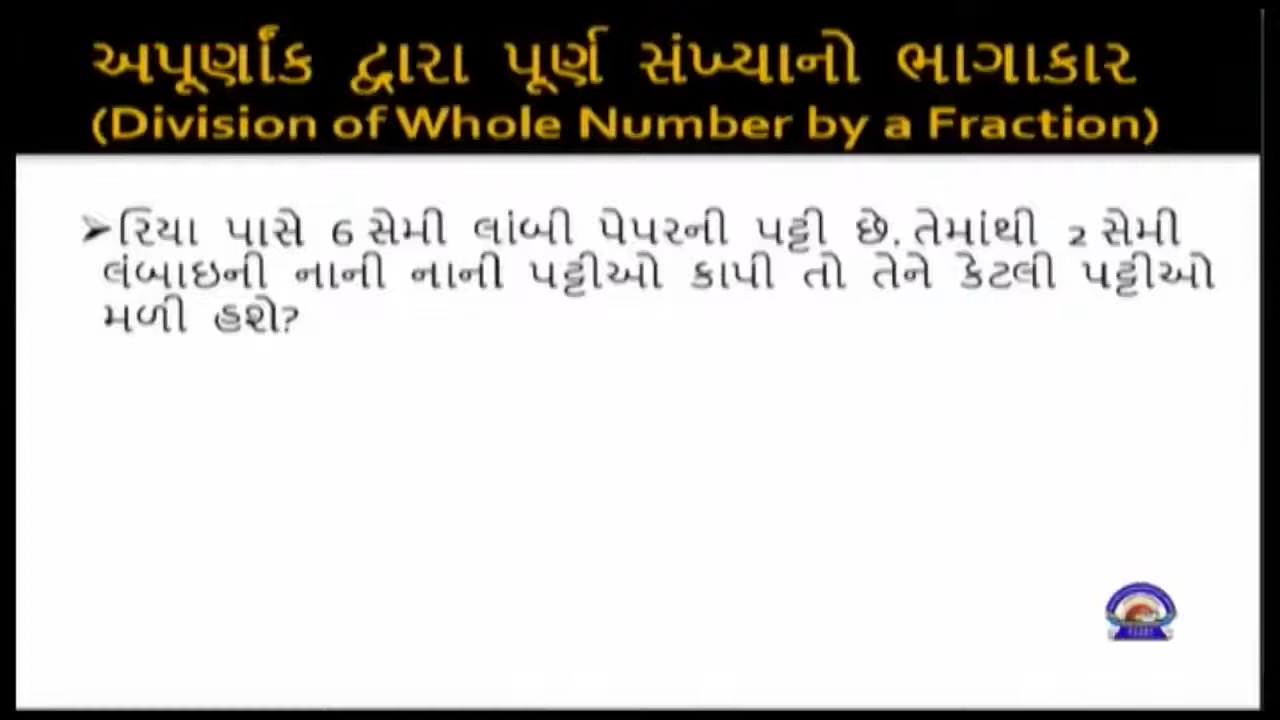 અપૂર્ણાંક દ્વારા પૂર્ણ સંખ્યાનો ભાગાકાર
(Division of Whole Number by a Fraction)
➢રિયા પાસે 6 સેમી લાંબી પેપરની પટ્ટી છે. તેમાંથી 2 સેમી
લંબાઇની નાની નાની પટ્ટીઓ કાપી તો તેને કેટલી પટ્ટીઓ
મળી હશે?